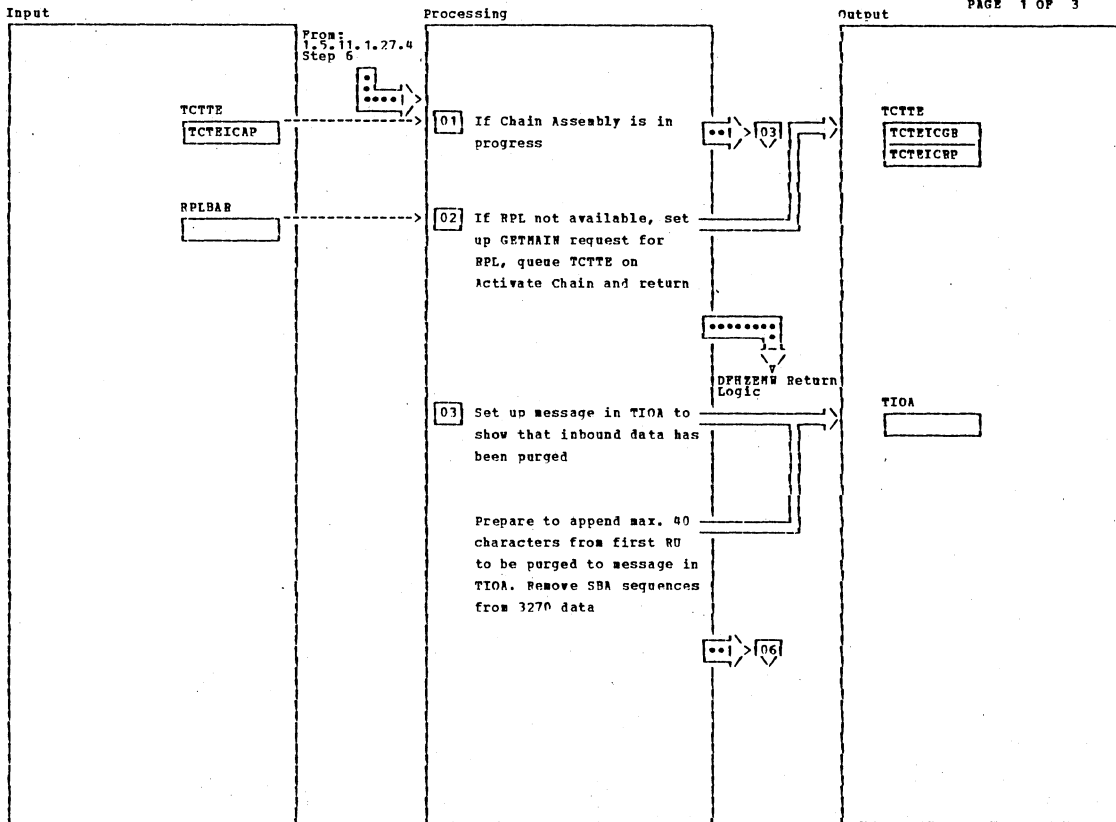 PAGE 1 OF 3
Input
Processing
Output
From:
1.5.11.1.27.4
Step 6
TCTTE
TCTEICAP
01 If Chain Assembly is in
progress
03
TCTTE
TCTEICGB
TCTEICRP
RPLBAR
02 If RPL not available, set
up GETMAIN request for
RPL, queue TCTTE on
Activate Chain and return
DFHZEMW Return
Logic
03 Set up message in TIOA to
show that inbound data has
been purged
TIOA
Prepare to append max. 40
characters from first RU
to be purged to message in
TIOA. Remove SBA sequences
from 3270 data
06